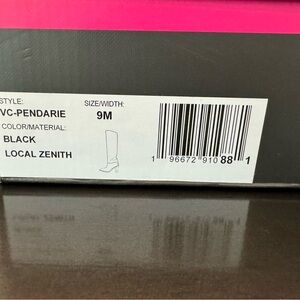 STYLE:
VC-PENDARIE
SIZE/WIDTH:
9M
COLOR/MATERIAL:
BLACK
LOCAL ZENITH
1 96672 91088 1